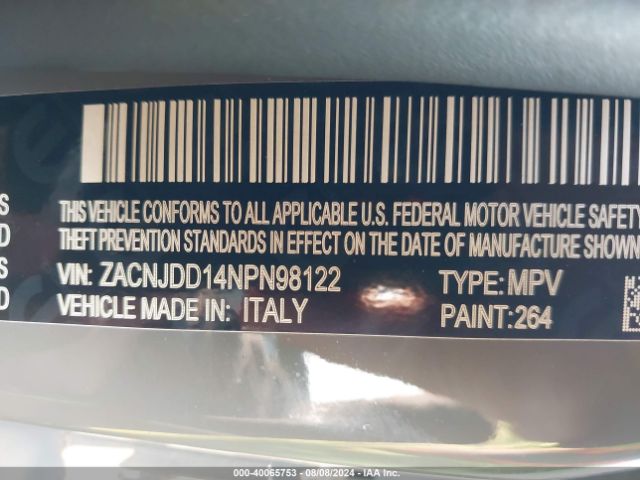 S
D
S
D
THIS VEHICLE CONFORMS TO ALL APPLICABLE U.S. FEDERAL MOTOR VEHICLE SAFETY
THEFT PREVENTION STANDARDS IN EFFECT ON THE DATE OF MANUFACTURE SHOWN
VIN: ZACNJDD14NPN98122 TYPE: MPV
VEHICLE MADE IN: ITALY PAINT:264
000-40065753 - 08/08/2024 - IAA Inc.